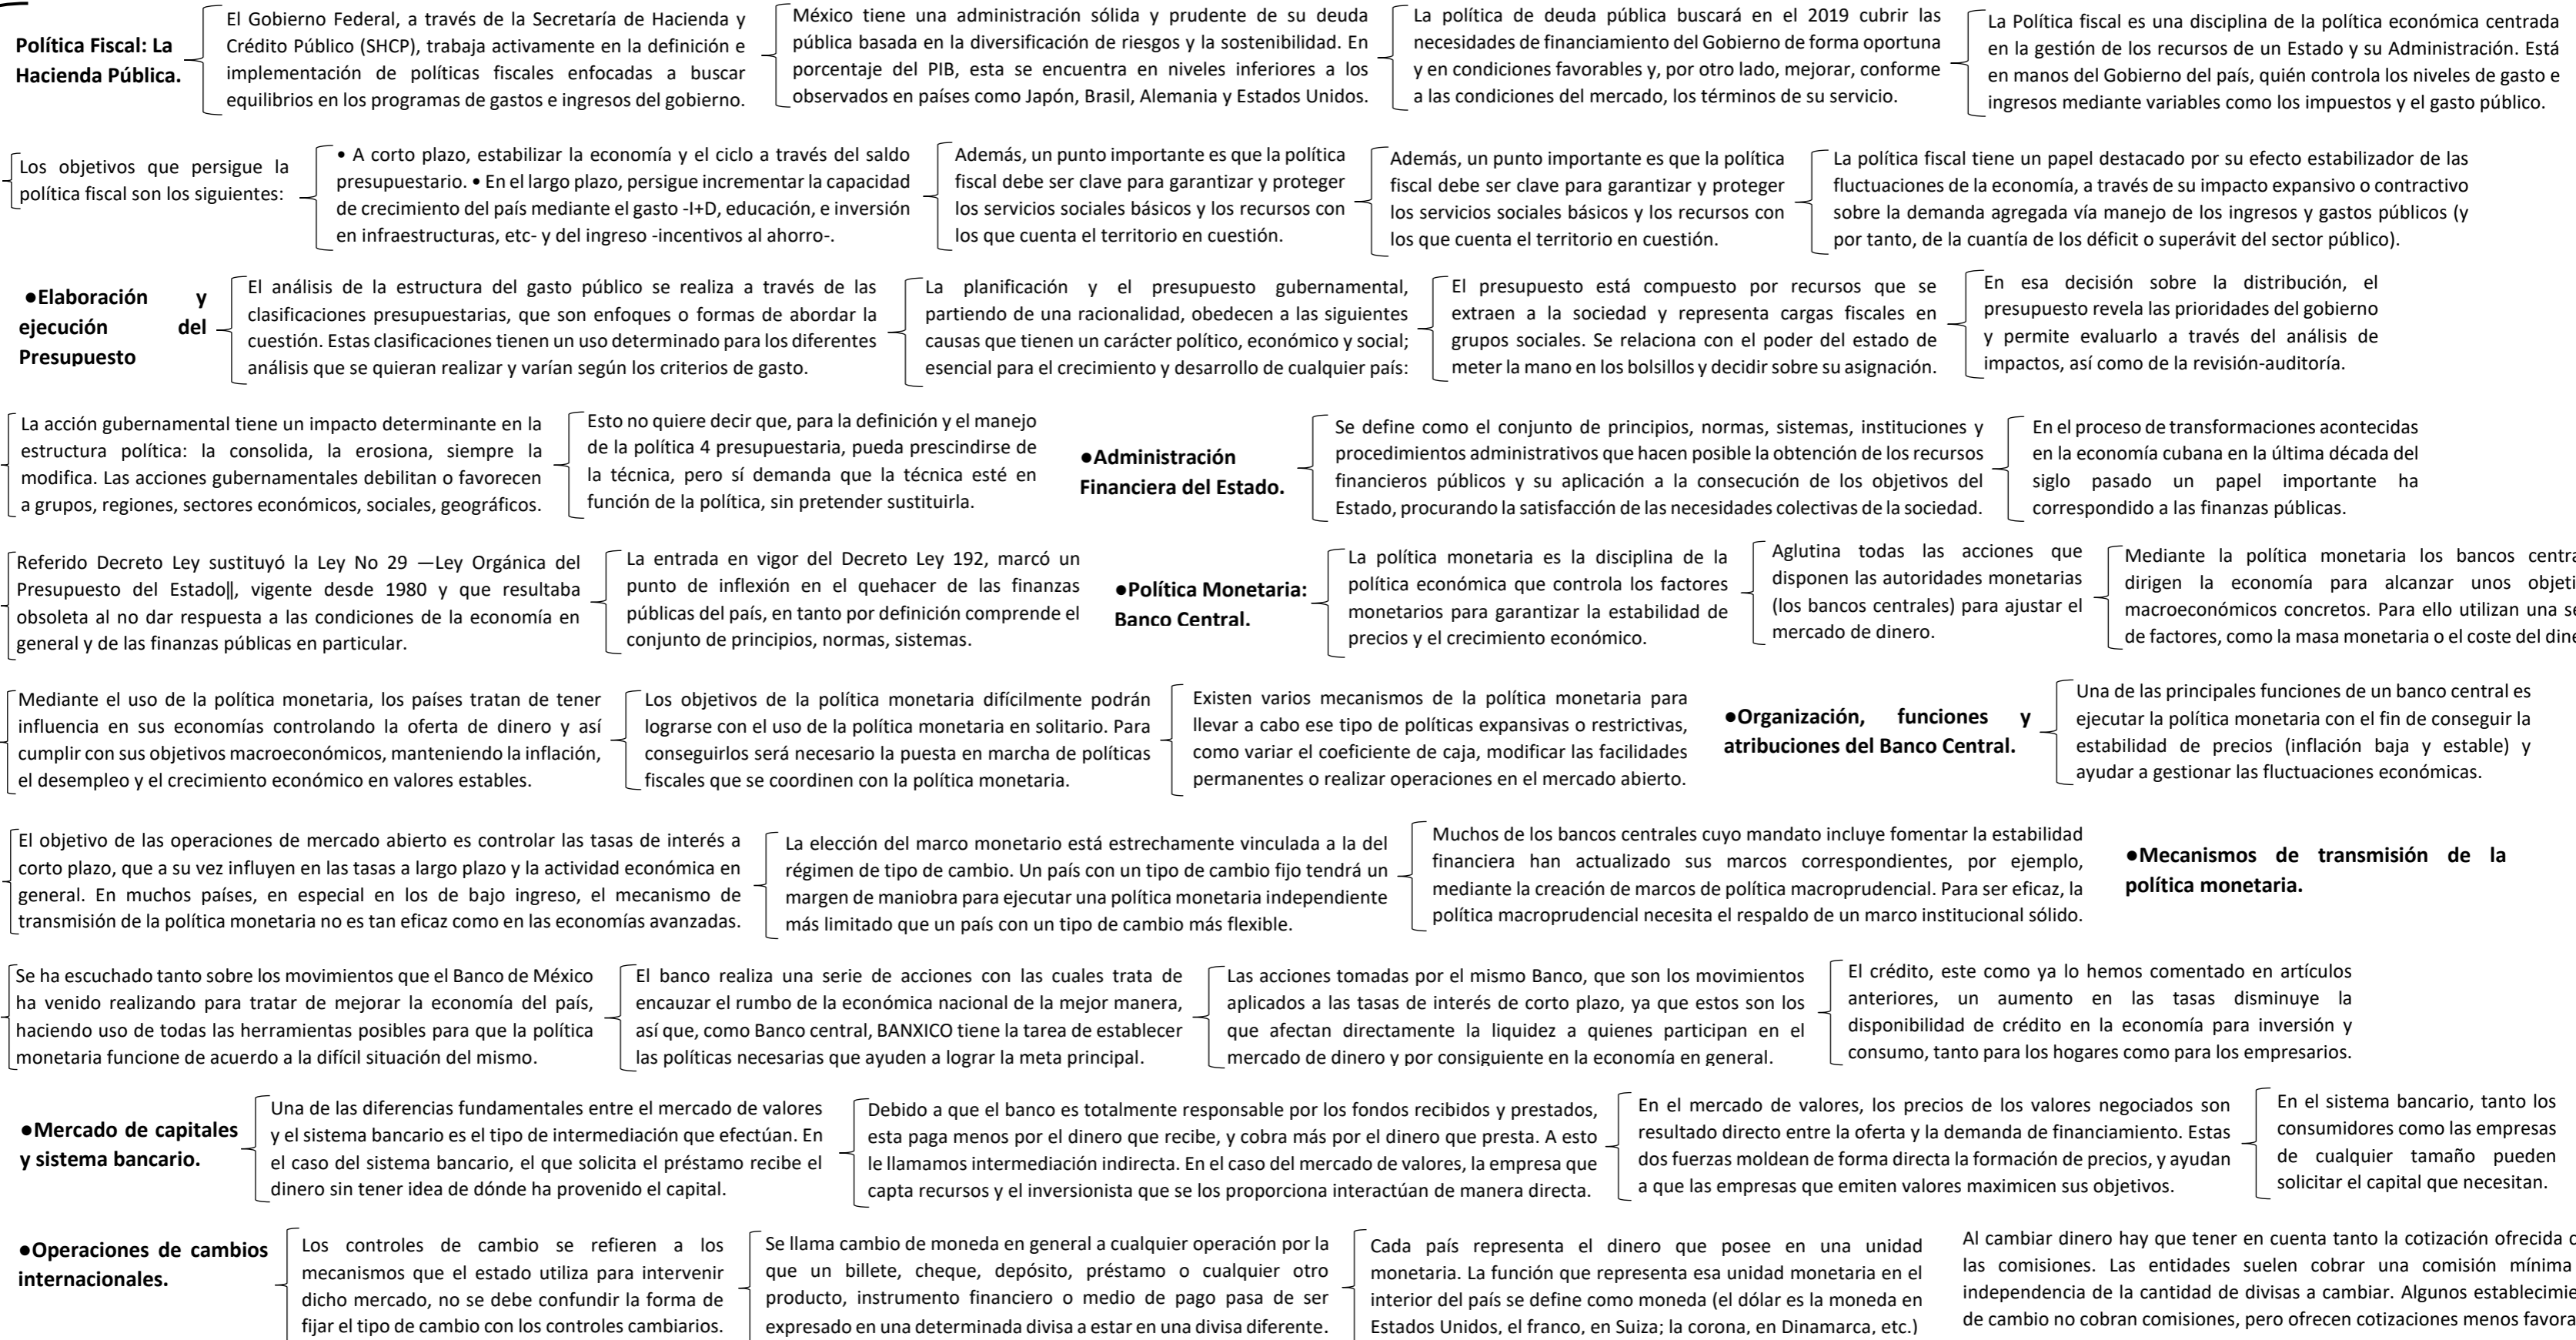 Política Fiscal: La
Hacienda Pública.
El Gobierno Federal, a través de la Secretaría de Hacienda y
Crédito Público (SHCP), trabaja activamente en la definición e
implementación de políticas fiscales enfocadas a buscar
equilibrios en los programas de gastos e ingresos del gobierno.
México tiene una administración sólida y prudente de su deuda
pública basada en la diversificación de riesgos y la sostenibilidad. En
porcentaje del PIB, esta se encuentra en niveles inferiores a los
observados en países como Japón, Brasil, Alemania y Estados Unidos.
La política de deuda pública buscará en el 2019 cubrir las
necesidades de financiamiento del Gobierno de forma oportuna
y en condiciones favorables y, por otro lado, mejorar, conforme
a las condiciones del mercado, los términos de su servicio.
La Política fiscal es una disciplina de la política económica centrada
en la gestión de los recursos de un Estado y su Administración. Está
en manos del Gobierno del país, quién controla los niveles de gasto e
ingresos mediante variables como los impuestos y el gasto público.
Los objetivos que persigue la
política fiscal son los siguientes:
• A corto plazo, estabilizar la economía y el ciclo a través del saldo
presupuestario. • En el largo plazo, persigue incrementar la capacidad
de crecimiento del país mediante el gasto -I+D, educación, e inversión
en infraestructuras, etc- y del ingreso -incentivos al ahorro-.
Además, un punto importante es que la política
fiscal debe ser clave para garantizar y proteger
los servicios sociales básicos y los recursos con
los que cuenta el territorio en cuestión.
Además, un punto importante es que la política
fiscal debe ser clave para garantizar y proteger
los servicios sociales básicos y los recursos con
los que cuenta el territorio en cuestión.
La política fiscal tiene un papel destacado por su efecto estabilizador de las
fluctuaciones de la economía, a través de su impacto expansivo o contractivo
sobre la demanda agregada vía manejo de los ingresos y gastos públicos (y
por tanto, de la cuantía de los déficit o superávit del sector público).
●Elaboración y
ejecución del
Presupuesto
El análisis de la estructura del gasto público se realiza a través de las
clasificaciones presupuestarias, que son enfoques o formas de abordar la
cuestión. Estas clasificaciones tienen un uso determinado para los diferentes
análisis que se quieran realizar y varían según los criterios de gasto.
La planificación y el presupuesto gubernamental,
partiendo de una racionalidad, obedecen a las siguientes
causas que tienen un carácter político, económico y social;
esencial para el crecimiento y desarrollo de cualquier país:
El presupuesto está compuesto por recursos que se
extraen a la sociedad y representa cargas fiscales en
grupos sociales. Se relaciona con el poder del estado de
meter la mano en los bolsillos y decidir sobre su asignación.
En esa decisión sobre la distribución, el
presupuesto revela las prioridades del gobierno
y permite evaluarlo a través del análisis de
impactos, así como de la revisión-auditoría.
La acción gubernamental tiene un impacto determinante en la
estructura política: la consolida, la erosiona, siempre la
modifica. Las acciones gubernamentales debilitan o favorecen
a grupos, regiones, sectores económicos, sociales, geográficos.
Esto no quiere decir que, para la definición y el manejo
de la política 4 presupuestaria, pueda prescindirse de
la técnica, pero sí demanda que la técnica esté en
función de la política, sin pretender sustituirla.
●Administración
Financiera del Estado.
Se define como el conjunto de principios, normas, sistemas, instituciones y
procedimientos administrativos que hacen posible la obtención de los recursos
financieros públicos y su aplicación a la consecución de los objetivos del
Estado, procurando la satisfacción de las necesidades colectivas de la sociedad.
En el proceso de transformaciones acontecidas
en la economía cubana en la última década del
siglo pasado un papel importante ha
correspondido a las finanzas públicas.
Referido Decreto Ley sustituyó la Ley No 29 ―Ley Orgánica del
Presupuesto del Estado‖, vigente desde 1980 y que resultaba
obsoleta al no dar respuesta a las condiciones de la economía en
general y de las finanzas públicas en particular.
La entrada en vigor del Decreto Ley 192, marcó un
punto de inflexión en el quehacer de las finanzas
públicas del país, en tanto por definición comprende el
conjunto de principios, normas, sistemas.
●Política Monetaria:
Banco Central.
La política monetaria es la disciplina de la
política económica que controla los factores
monetarios para garantizar la estabilidad de
precios y el crecimiento económico.
Aglutina todas las acciones que
disponen las autoridades monetarias
(los bancos centrales) para ajustar el
mercado de dinero.
Mediante la política monetaria los bancos
dirigen la economía para alcanzar unos
macroeconómicos concretos. Para ello utilizan una
de factores, como la masa monetaria o el coste del
Mediante el uso de la política monetaria, los países tratan de tener
influencia en sus economías controlando la oferta de dinero y así
cumplir con sus objetivos macroeconómicos, manteniendo la inflación,
el desempleo y el crecimiento económico en valores estables.
Los objetivos de la política monetaria difícilmente podrán
lograrse con el uso de la política monetaria en solitario. Para
conseguirlos será necesario la puesta en marcha de políticas
fiscales que se coordinen con la política monetaria.
Existen varios mecanismos de la política monetaria para
llevar a cabo ese tipo de políticas expansivas o restrictivas,
como variar el coeficiente de caja, modificar las facilidades
permanentes o realizar operaciones en el mercado abierto.
●Organización, funciones y
atribuciones del Banco Central.
Una de las principales funciones de un banco central es
ejecutar la política monetaria con el fin de conseguir la
estabilidad de precios (inflación baja y estable) y
ayudar a gestionar las fluctuaciones económicas.
El objetivo de las operaciones de mercado abierto es controlar las tasas de interés a
corto plazo, que a su vez influyen en las tasas a largo plazo y la actividad económica en
general. En muchos países, en especial en los de bajo ingreso, el mecanismo de
transmisión de la política monetaria no es tan eficaz como en las economías avanzadas.
La elección del marco monetario está estrechamente vinculada a la del
régimen de tipo de cambio. Un país con un tipo de cambio fijo tendrá un
margen de maniobra para ejecutar una política monetaria independiente
más limitado que un país con un tipo de cambio más flexible.
Muchos de los bancos centrales cuyo mandato incluye fomentar la estabilidad
financiera han actualizado sus marcos correspondientes, por ejemplo,
mediante la creación de marcos de política macroprudencial. Para ser eficaz, la
política macroprudencial necesita el respaldo de un marco institucional sólido.
●Mecanismos de transmisión de la
política monetaria.
Se ha escuchado tanto sobre los movimientos que el Banco de México
ha venido realizando para tratar de mejorar la economía del país,
haciendo uso de todas las herramientas posibles para que la política
monetaria funcione de acuerdo a la difícil situación del mismo.
El banco realiza una serie de acciones con las cuales trata de
encauzar el rumbo de la económica nacional de la mejor manera,
así que, como Banco central, BANXICO tiene la tarea de establecer
las políticas necesarias que ayuden a lograr la meta principal.
Las acciones tomadas por el mismo Banco, que son los movimientos
aplicados a las tasas de interés de corto plazo, ya que estos son los
que afectan directamente la liquidez a quienes participan en el
mercado de dinero y por consiguiente en la economía en general.
El crédito, este como ya lo hemos comentado en artículos
anteriores, un aumento en las tasas disminuye la
disponibilidad de crédito en la economía para inversión y
consumo, tanto para los hogares como para los empresarios.
●Mercado de capitales
y sistema bancario.
Una de las diferencias fundamentales entre el mercado de valores
y el sistema bancario es el tipo de intermediación que efectúan. En
el caso del sistema bancario, el que solicita el préstamo recibe el
dinero sin tener idea de dónde ha provenido el capital.
Debido a que el banco es totalmente responsable por los fondos recibidos y prestados,
esta paga menos por el dinero que recibe, y cobra más por el dinero que presta. A esto
le llamamos intermediación indirecta. En el caso del mercado de valores, la empresa que
capta recursos y el inversionista que se los proporciona interactúan de manera directa.
En el mercado de valores, los precios de los valores negociados son
resultado directo entre la oferta y la demanda de financiamiento. Estas
dos fuerzas moldean de forma directa la formación de precios, y ayudan
a que las empresas que emiten valores maximicen sus objetivos.
En el sistema bancario, tanto los
consumidores como las empresas
de cualquier tamaño pueden
solicitar el capital que necesitan.
●Operaciones de cambios
internacionales.
Los controles de cambio se refieren a los
mecanismos que el estado utiliza para intervenir
dicho mercado, no se debe confundir la forma de
fijar el tipo de cambio con los controles cambiarios.
Se llama cambio de moneda en general a cualquier operación por la
que un billete, cheque, depósito, préstamo o cualquier otro
producto, instrumento financiero o medio de pago pasa de ser
expresado en una determinada divisa a estar en una divisa diferente.
Cada país representa el dinero que posee en una unidad
monetaria. La función que representa esa unidad monetaria en el
interior del país se define como moneda (el dólar es la moneda en
Estados Unidos, el franco, en Suiza; la corona, en Dinamarca, etc.)
Al cambiar dinero hay que tener en cuenta tanto la cotización ofrecida
las comisiones. Las entidades suelen cobrar una comisión mínima
independencia de la cantidad de divisas a cambiar. Algunos
de cambio no cobran comisiones, pero ofrecen cotizaciones menos